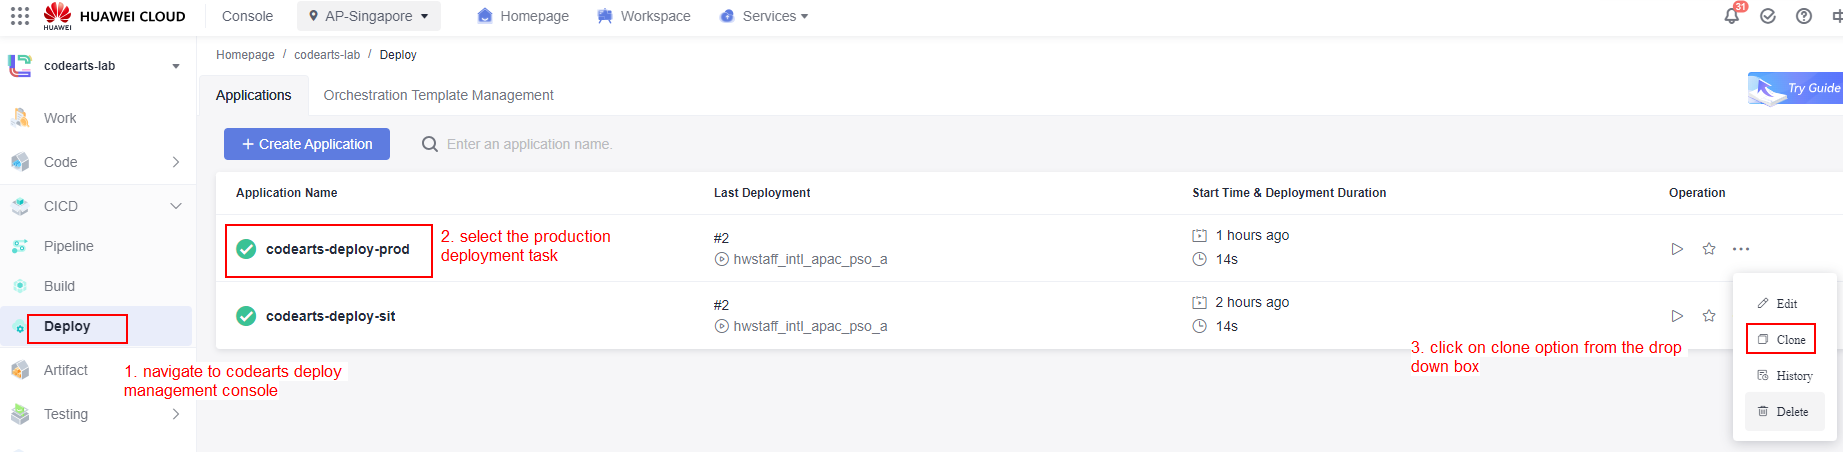 HUAWEI
HUAWEI CLOUD
Console
AP-Singapore
Homepage
Workspace
Services
31
codearts-lab
Homepage / codearts-lab / Deploy
Applications
Orchestration Template Management
Try Guide
Work
Code
CICD
Pipeline
Build
Deploy
Artifact
Testing
+ Create Application
Enter an application name.
Application Name
Last Deployment
Start Time & Deployment Duration
Operation
codearts-deploy-prod
2. select the production
deployment task
#2
hwstaff_intl_apac_pso_a
1 hours ago
14s
codearts-deploy-sit
#2
hwstaff_intl_apac_pso_a
2 hours ago
14s
Edit
Clone
History
Delete
1. navigate to codearts deploy
management console
3. click on clone option from the drop
down box